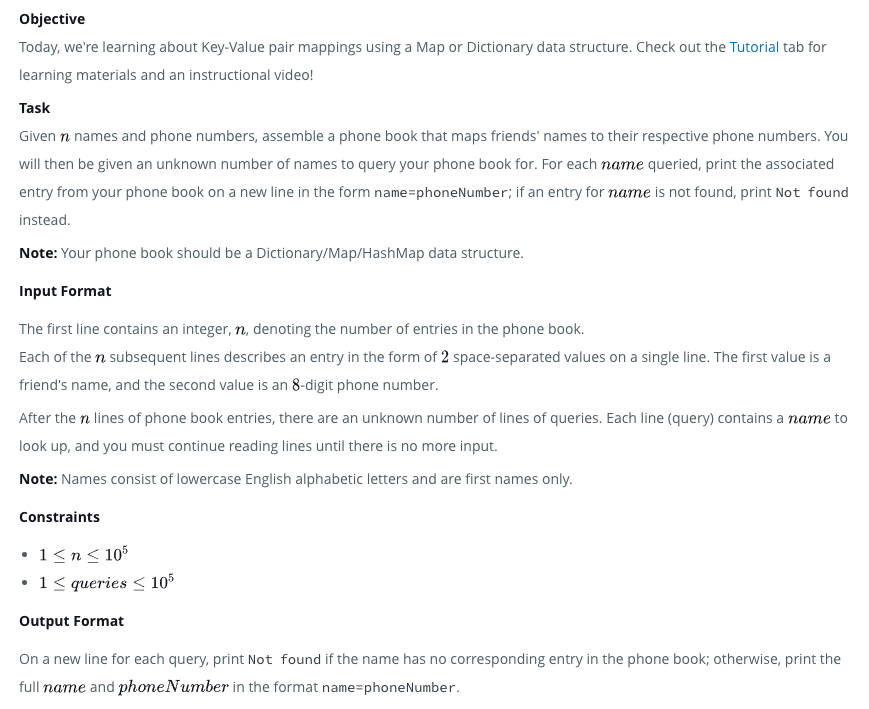 Objective
Today, we're learning about Key-Value pair mappings using a Map or Dictionary data structure. Check out the Tutorial tab for
learning materials and an instructional video!
Task
Given n names and phone numbers, assemble a phone book that maps friends' names to their respective phone numbers. You
will then be given an unknown number of names to query your phone book for. For each name queried, print the associated
entry from your phone book on a new line in the form name=phoneNumber; if an entry for name is not found, print Not found
instead.
Note: Your phone book should be a Dictionary/Map/HashMap data structure.
Input Format
The first line contains an integer, n, denoting the number of entries in the phone book.
Each of the n subsequent lines describes an entry in the form of 2 space-separated values on a single line. The first value is a
friend's name, and the second value is an 8-digit phone number.
After the n lines of phone book entries, there are an unknown number of lines of queries. Each line (query) contains a name to
look up, and you must continue reading lines until there is no more input.
Note: Names consist of lowercase English alphabetic letters and are first names only.
Constraints
• 1 ≤ n ≤ 10⁵
• 1 ≤ queries ≤ 10⁵
Output Format
On a new line for each query, print Not found if the name has no corresponding entry in the phone book; otherwise, print the
full name and phoneNumber in the format name=phoneNumber.